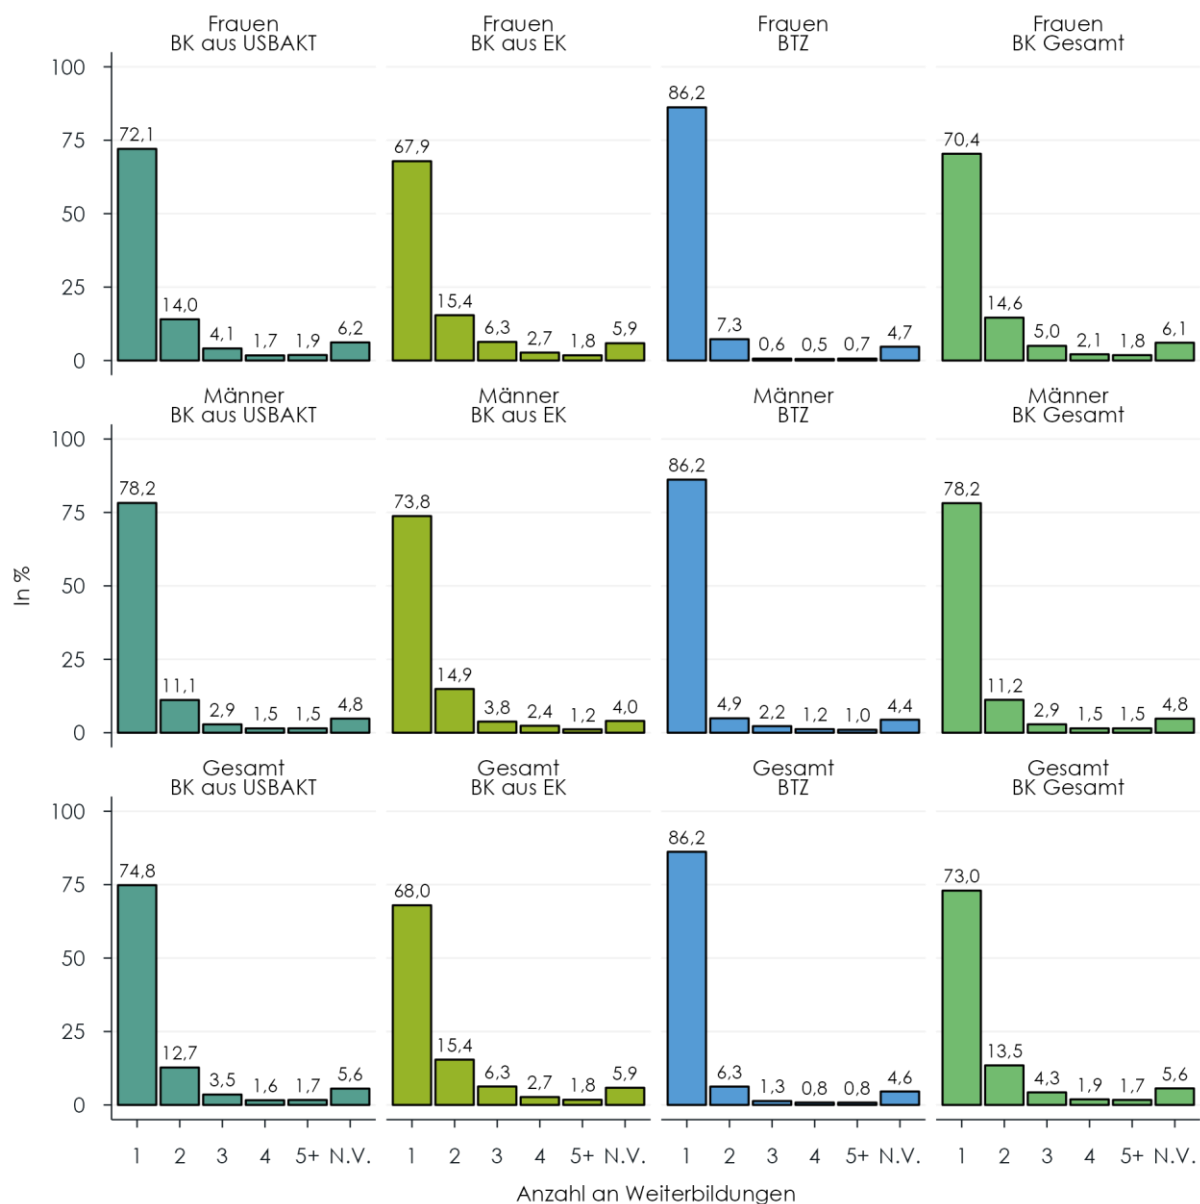 Frauen Frauen Frauen Frauen
BK aus USBAKT BK aus EK BTZ BK Gesamt
100
86,2
75
72,1 67,9 70,4
50
25
14,0 15,4 7,3 14,6
4,1 1,7 1,9 6,2 6,3 2,7 1,8 5,9 0,6 0,5 0,7 4,7 5,0 2,1 1,8 6,1
0
Männer Männer Männer Männer
BK aus USBAKT BK aus EK BTZ BK Gesamt
100
86,2
78,2 73,8 78,2
75
In %
50
25
11,1 14,9 4,9 11,2
2,9 1,5 1,5 4,8 3,8 2,4 1,2 4,0 2,2 1,2 1,0 4,4 2,9 1,5 1,5 4,8
0
Gesamt Gesamt Gesamt Gesamt
BK aus USBAKT BK aus EK BTZ BK Gesamt
100
86,2
74,8 68,0 73,0
75
50
25
12,7 15,4 6,3 13,5
3,5 1,6 1,7 5,6 6,3 2,7 1,8 5,9 1,3 0,8 0,8 4,6 4,3 1,9 1,7 5,6
0
1 2 3 4 5+ N.V. 1 2 3 4 5+ N.V. 1 2 3 4 5+ N.V. 1 2 3 4 5+ N.V.
Anzahl an Weiterbildungen